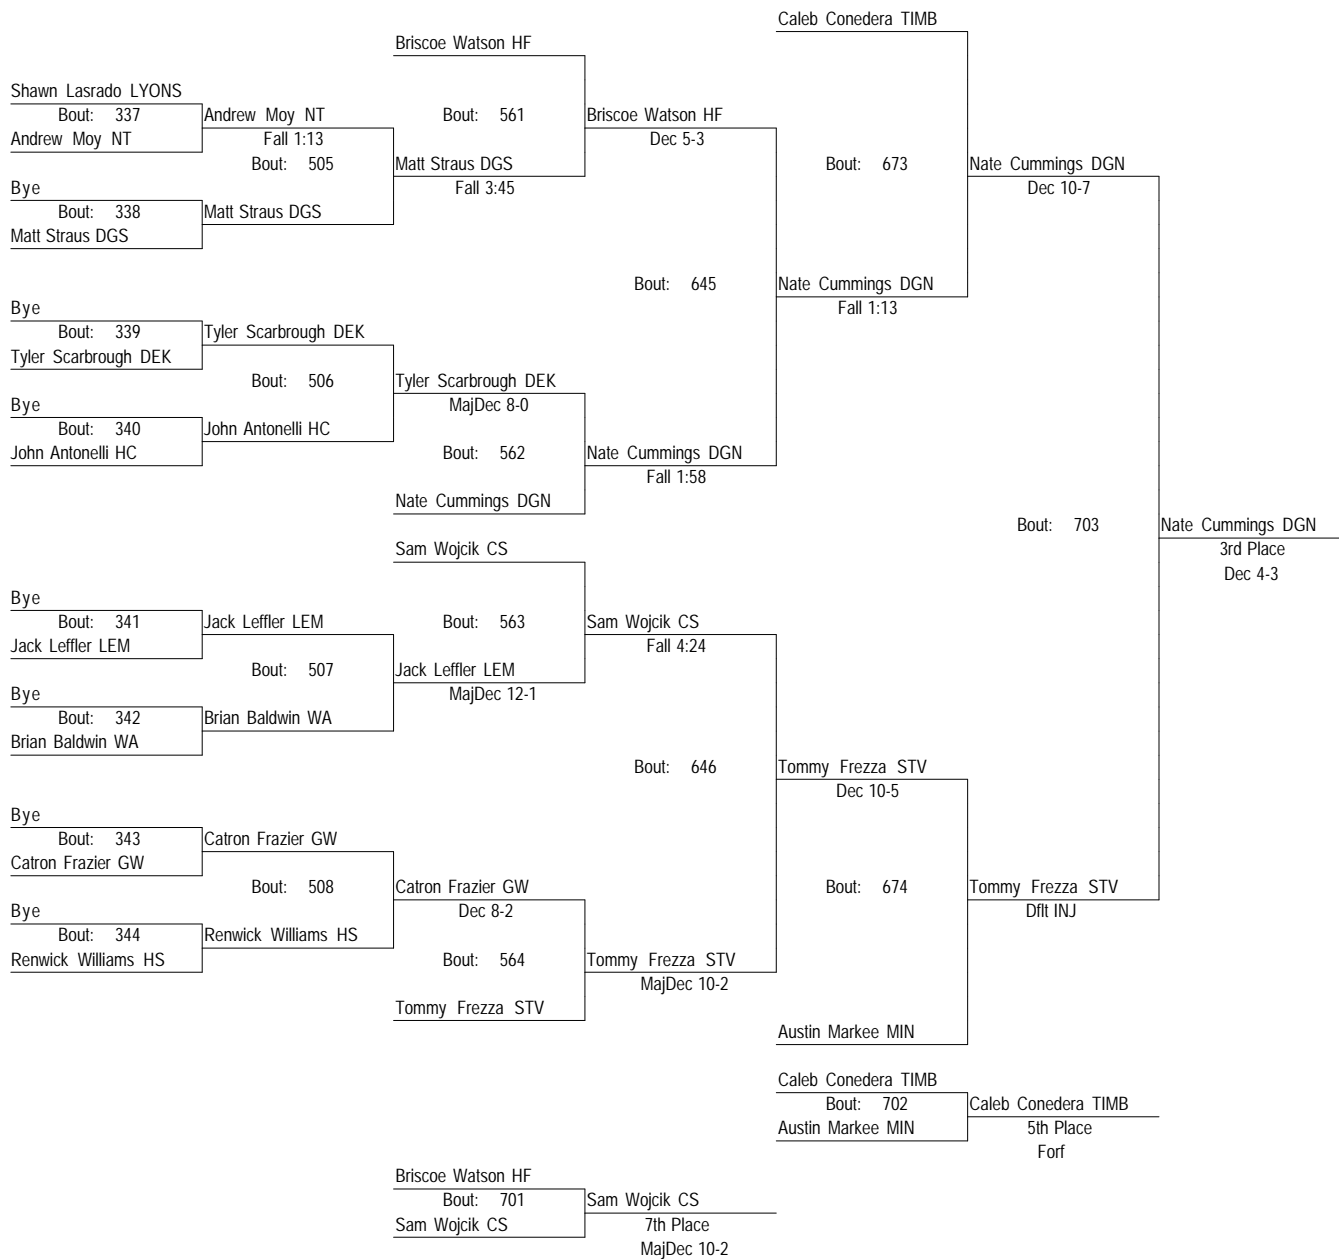 Caleb Conedera TIMB
Briscoe Watson HF
Shawn Lasrado LYONS
Bout: 337
Andrew Moy NT
Andrew Moy NT
Fall 1:13
Bout: 561
Briscoe Watson HF
Dec 5-3
Bout: 505
Matt Straus DGS
Fall 3:45
Bout: 673
Nate Cummings DGN
Dec 10-7
Bye
Bout: 338
Matt Straus DGS
Matt Straus DGS
Bout: 645
Nate Cummings DGN
Fall 1:13
Bye
Bout: 339
Tyler Scarbrough DEK
Tyler Scarbrough DEK
Bout: 506
Tyler Scarbrough DEK
MajDec 8-0
Bye
Bout: 340
John Antonelli HC
John Antonelli HC
Bout: 562
Nate Cummings DGN
Fall 1:58
Nate Cummings DGN
Bout: 703
Nate Cummings DGN
3rd Place
Dec 4-3
Sam Wojcik CS
Bye
Bout: 341
Jack Leffler LEM
Jack Leffler LEM
Bout: 563
Sam Wojcik CS
Fall 4:24
Bout: 507
Jack Leffler LEM
MajDec 12-1
Bye
Bout: 342
Brian Baldwin WA
Brian Baldwin WA
Bout: 646
Tommy Frezza STV
Dec 10-5
Bye
Bout: 343
Catron Frazier GW
Catron Frazier GW
Bout: 508
Catron Frazier GW
Dec 8-2
Bout: 674
Tommy Frezza STV
Dflt INJ
Bye
Bout: 344
Renwick Williams HS
Renwick Williams HS
Bout: 564
Tommy Frezza STV
MajDec 10-2
Tommy Frezza STV
Austin Markee MIN
Caleb Conedera TIMB
Bout: 702
Austin Markee MIN
Caleb Conedera TIMB
5th Place
Forf
Briscoe Watson HF
Bout: 701
Sam Wojcik CS
Sam Wojcik CS
7th Place
MajDec 10-2